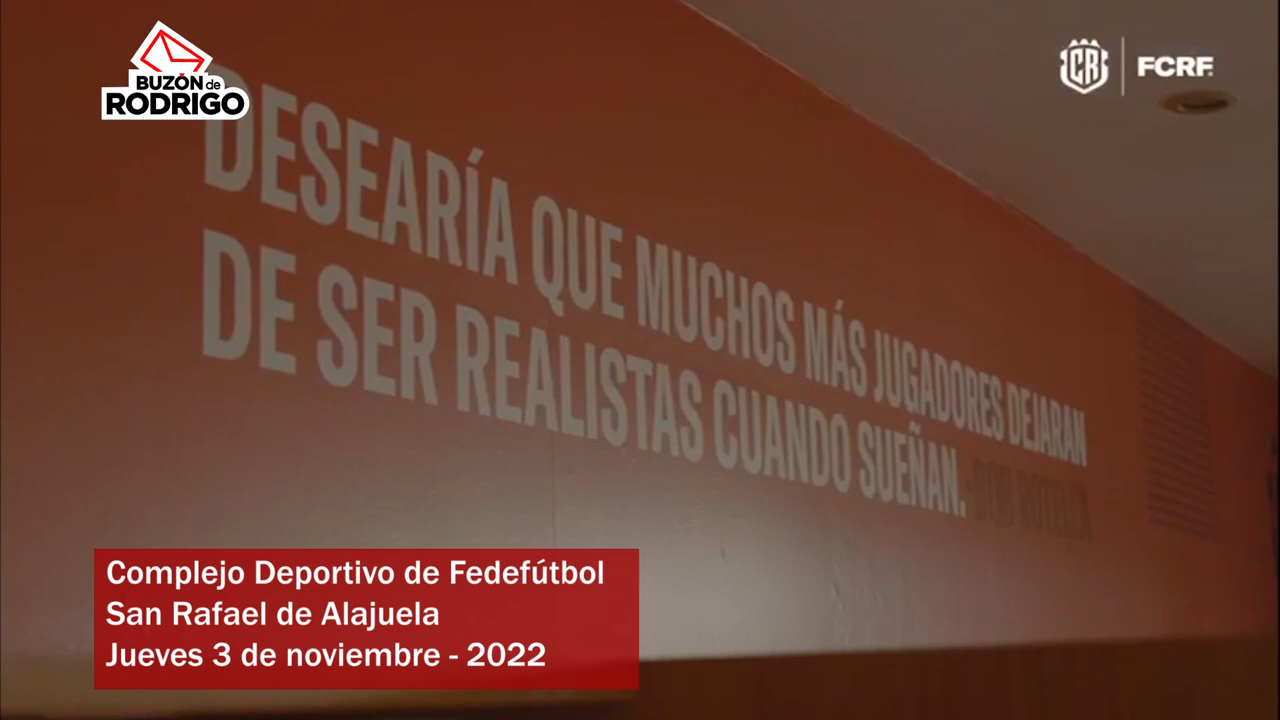 BUZÓN de
RODRIGO
CR
FCRF
DESEARÍA QUE MUCHOS MÁS JUGADORES DEJARAN
DE SER REALISTAS CUANDO SUEÑAN.
Complejo Deportivo de Fedefútbol
San Rafael de Alajuela
Jueves 3 de noviembre - 2022